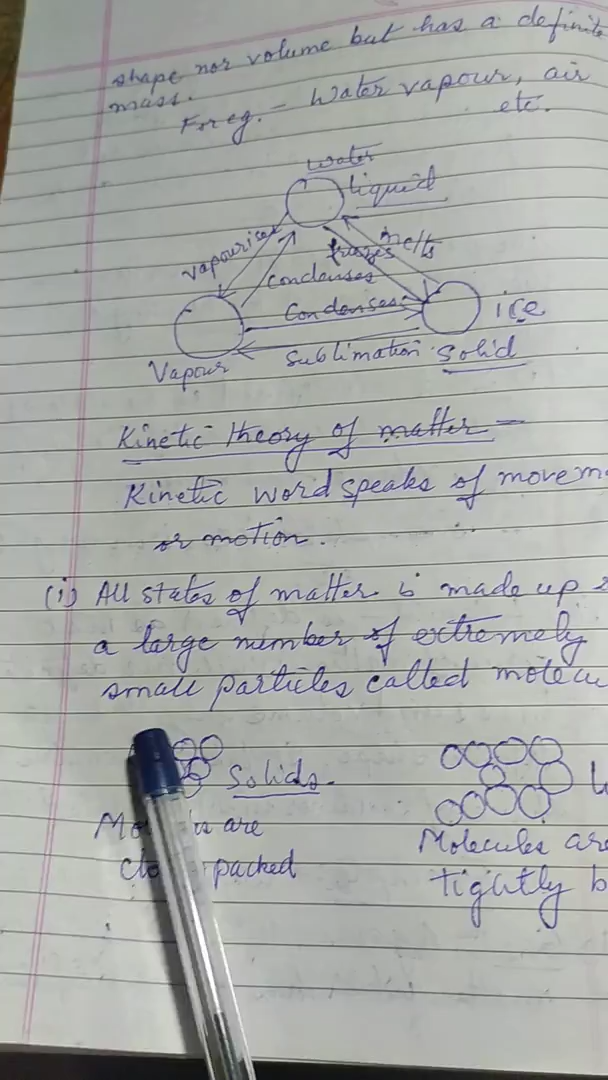 shape nor volume but has a definite
mass.
For eg. - Water vapour, air
etc.
water
liquid
vapourises
melts
freezes
condenses
Condenses
ice
Sublimation
solid
Vapour
Kinetic theory of matter -
Kinetic word speaks of movem
or motion.
(i) All states of matter is made up
a large number of extremely
small particles called molecu
Solids.
are
packed
Molecules are
tightly b